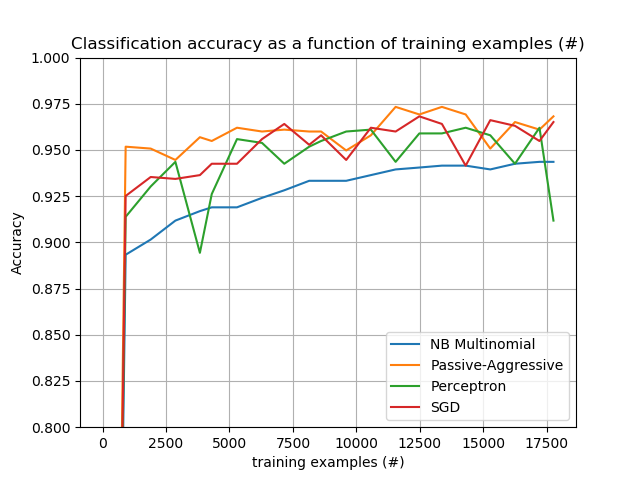 Classification accuracy as a function of training examples (#)
1.000
0.975
0.950
0.925
0.900
0.875
0.850
0.825
0.800
Accuracy
NB Multinomial
Passive-Aggressive
Perceptron
SGD
0 2500 5000 7500 10000 12500 15000 17500
training examples (#)